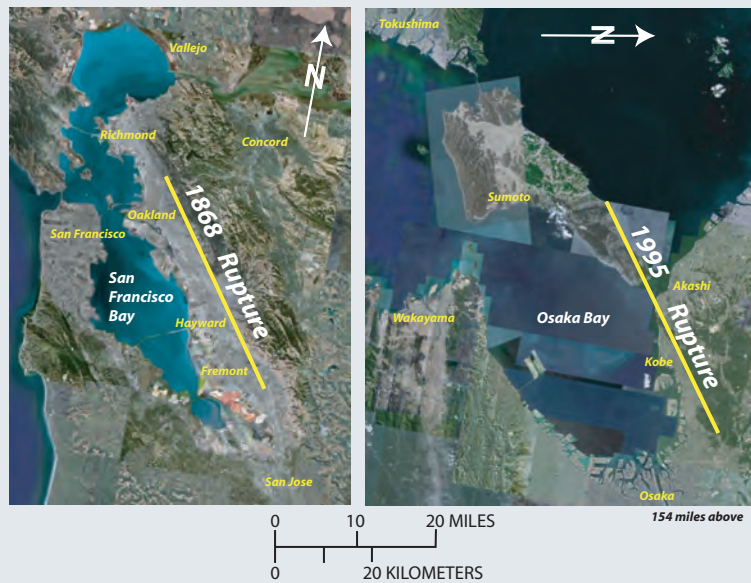 Vallejo
N
Richmond
Concord
1868 Rupture
Oakland
San Francisco
San
Francisco
Bay
Hayward
Fremont
San Jose
Tokushima
N
Sumoto
1995 Rupture
Akashi
Wakayama
Osaka Bay
Kobe
Osaka
154 miles above
0 10 20 MILES
0 20 KILOMETERS